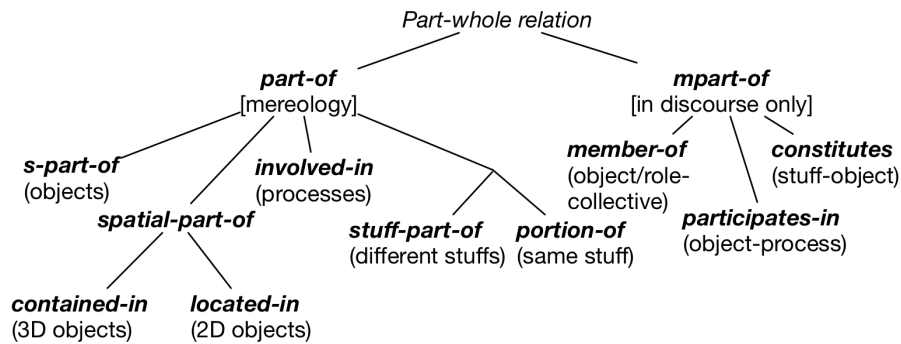 Part-whole relation
part-of
[mereology]
mpart-of
[in discourse only]
s-part-of
(objects)
involved-in
(processes)
member-of
(object/role-
collective)
constitutes
(stuff-object)
spatial-part-of
stuff-part-of
(different stuffs)
portion-of
(same stuff)
participates-in
(object-process)
contained-in
(3D objects)
located-in
(2D objects)